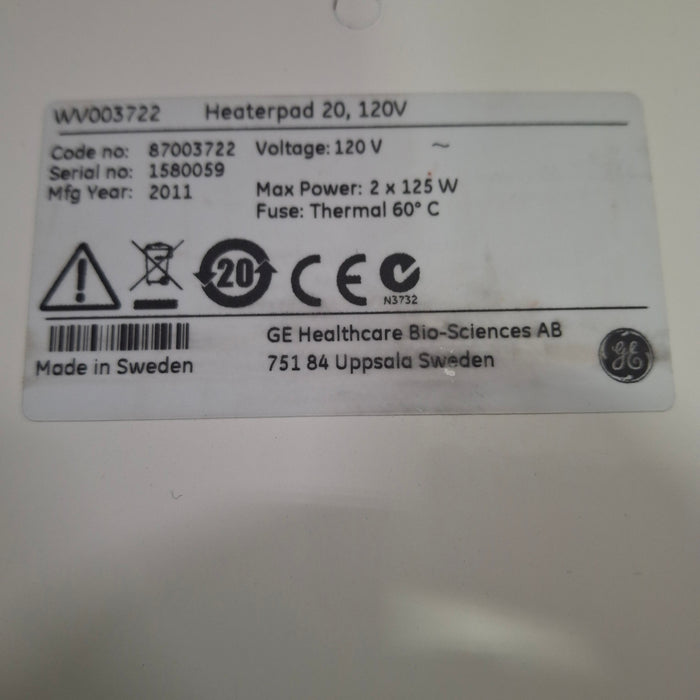 WV003722 Heaterpad 20, 120V
Code no: 87003722 Voltage: 120 V ~
Serial no: 1580059
Mfg Year: 2011 Max Power: 2 x 125 W
Fuse: Thermal 60° C
20 CE
N3732
GE Healthcare Bio-Sciences AB
Made in Sweden 751 84 Uppsala Sweden
GE